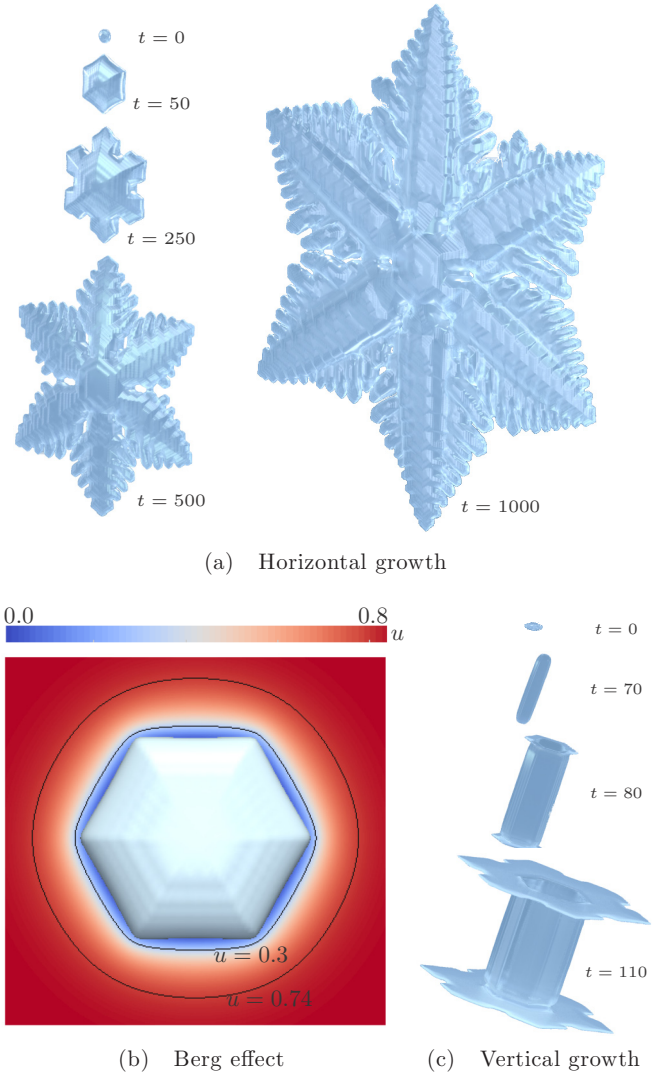 t = 0
t = 50
t = 250
t = 500
t = 1000
(a) Horizontal growth
0.0 0.8
u
u = 0.3
u = 0.74
(b) Berg effect
t = 0
t = 70
t = 80
t = 110
(c) Vertical growth